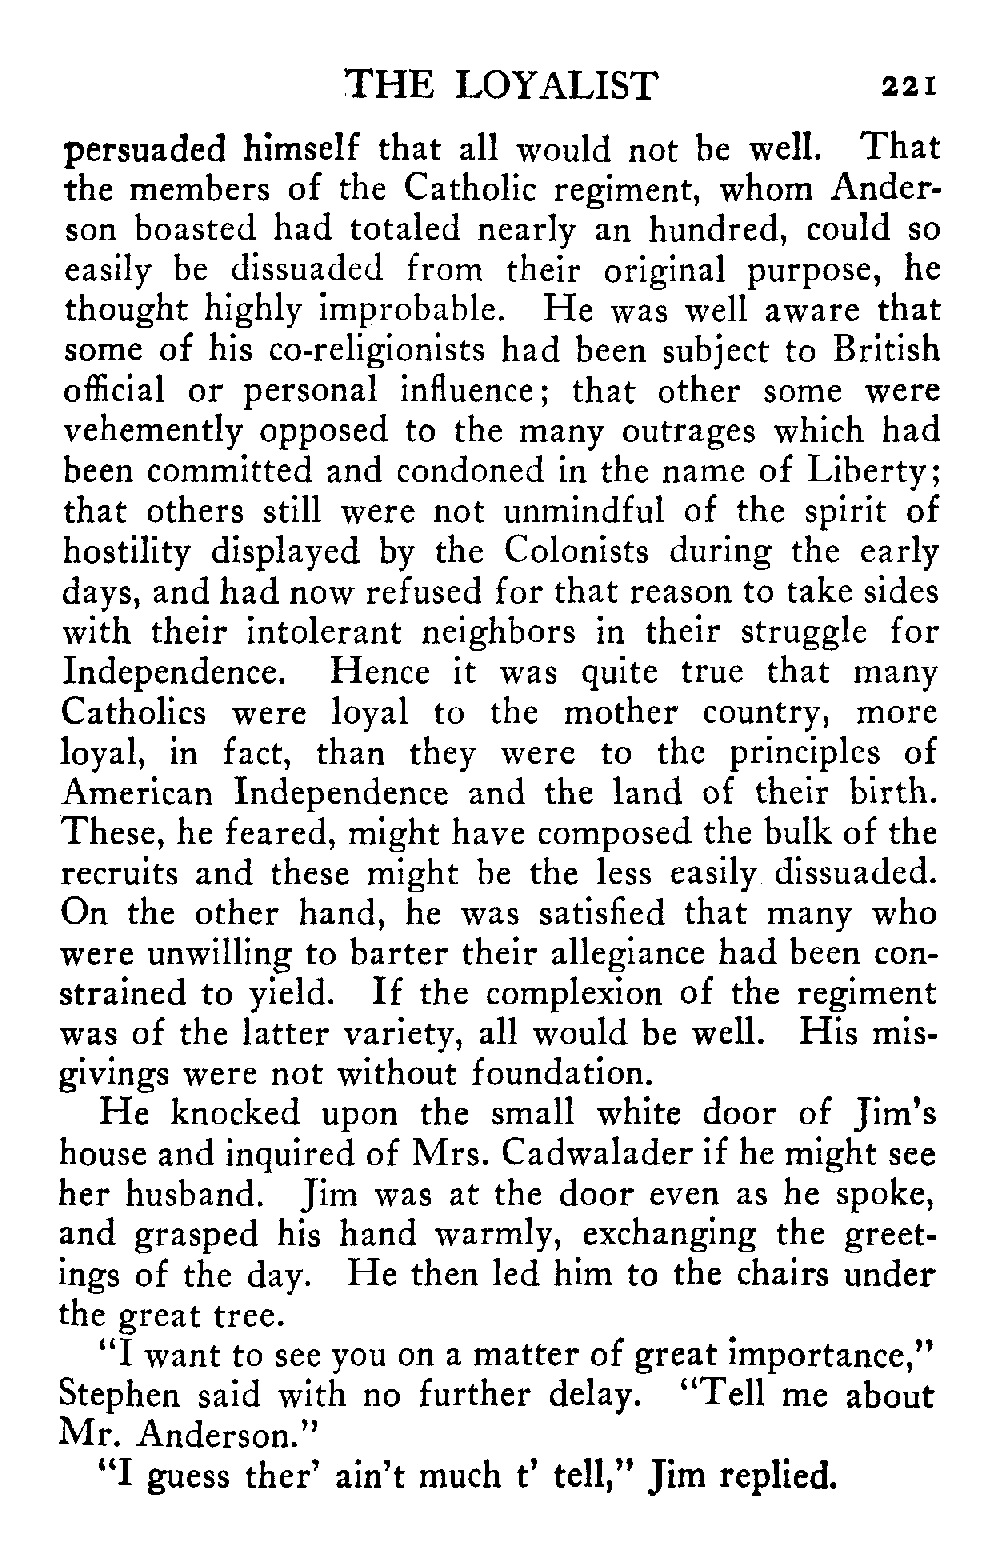 THE LOYALIST 221
persuaded himself that all would not be well. That
the members of the Catholic regiment, whom Ander-
son boasted had totaled nearly an hundred, could so
easily be dissuaded from their original purpose, he
thought highly improbable. He was well aware that
some of his co-religionists had been subject to British
official or personal influence; that other some were
vehemently opposed to the many outrages which had
been committed and condoned in the name of Liberty;
that others still were not unmindful of the spirit of
hostility displayed by the Colonists during the early
days, and had now refused for that reason to take sides
with their intolerant neighbors in their struggle for
Independence. Hence it was quite true that many
Catholics were loyal to the mother country, more
loyal, in fact, than they were to the principles of
American Independence and the land of their birth.
These, he feared, might have composed the bulk of the
recruits and these might be the less easily dissuaded.
On the other hand, he was satisfied that many who
were unwilling to barter their allegiance had been con-
strained to yield. If the complexion of the regiment
was of the latter variety, all would be well. His mis-
givings were not without foundation.
He knocked upon the small white door of Jim's
house and inquired of Mrs. Cadwalader if he might see
her husband. Jim was at the door even as he spoke,
and grasped his hand warmly, exchanging the greet-
ings of the day. He then led him to the chairs under
the great tree.
"I want to see you on a matter of great importance,"
Stephen said with no further delay. "Tell me about
Mr. Anderson."
"I guess ther' ain't much t' tell," Jim replied.